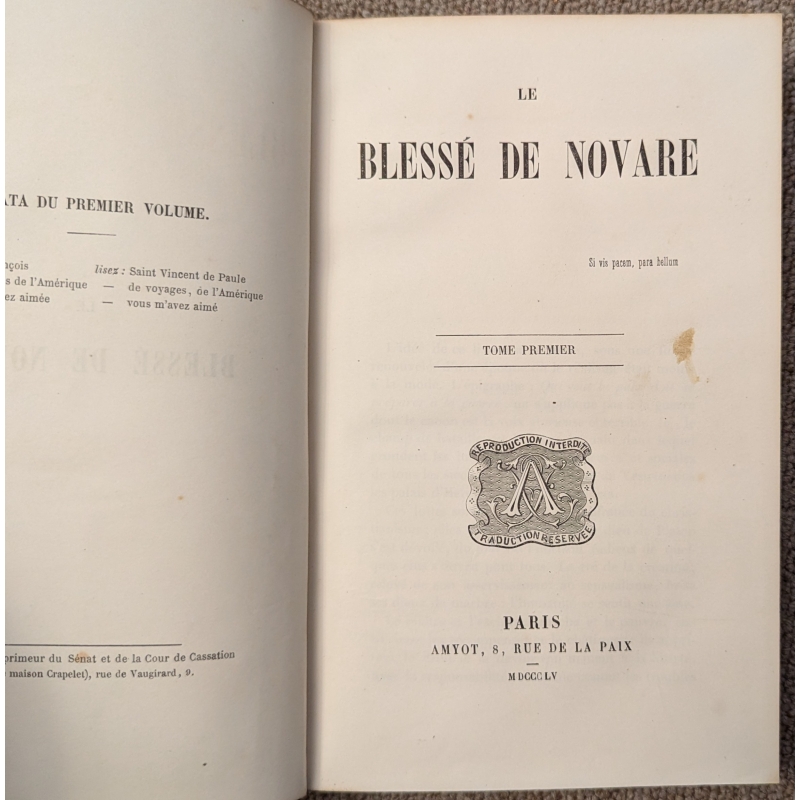 ATA DU PREMIER VOLUME.
nçois lisez : Saint Vincent de Paule
s de l'Amérique — de voyages, de l'Amérique
ez aimée — vous m'avez aimé
primeur du Sénat et de la Cour de Cassation
maison Crapelet), rue de Vaugirard, 9.
LE
BLESSÉ DE NOVARE
Si vis pacem, para bellum
TOME PREMIER
REPRODUCTION INTERDITE
A
TRADUCTION RÉSERVÉE
PARIS
AMYOT, 8, RUE DE LA PAIX
MDCCCLV